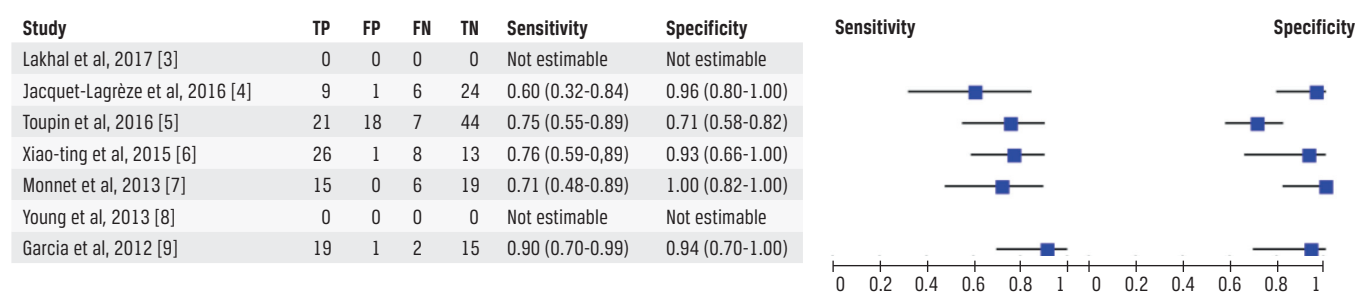 Study TP FP FN TN Sensitivity Specificity Sensitivity Specificity
Lakhal et al, 2017 [3] 0 0 0 0 Not estimable Not estimable
Jacquet-Lagrèze et al, 2016 [4] 9 1 6 24 0.60 (0.32-0.84) 0.96 (0.80-1.00)
Toupin et al, 2016 [5] 21 18 7 44 0.75 (0.55-0.89) 0.71 (0.58-0.82)
Xiao-ting et al, 2015 [6] 26 1 8 13 0.76 (0.59-0,89) 0.93 (0.66-1.00)
Monnet et al, 2013 [7] 15 0 6 19 0.71 (0.48-0.89) 1.00 (0.82-1.00)
Young et al, 2013 [8] 0 0 0 0 Not estimable Not estimable
Garcia et al, 2012 [9] 19 1 2 15 0.90 (0.70-0.99) 0.94 (0.70-1.00)
0 0.2 0.4 0.6 0.8 1 0 0.2 0.4 0.6 0.8 1